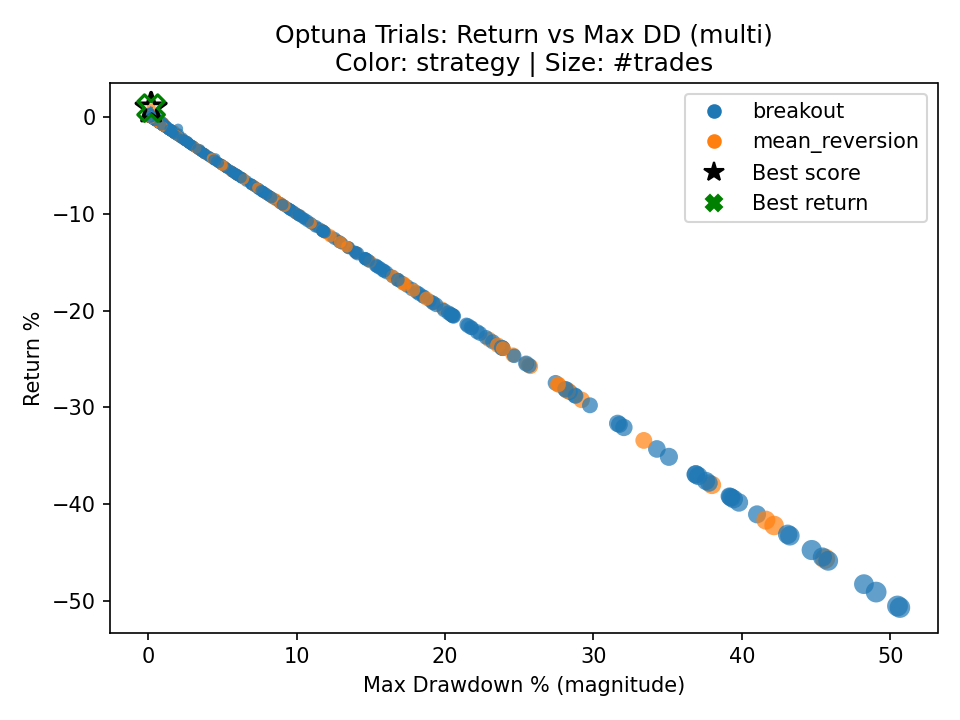 Optuna Trials: Return vs Max DD (multi)
Color: strategy | Size: #trades
breakout
mean_reversion
Best score
Best return
Return %
0
−10
−20
−30
−40
−50
0 10 20 30 40 50
Max Drawdown % (magnitude)